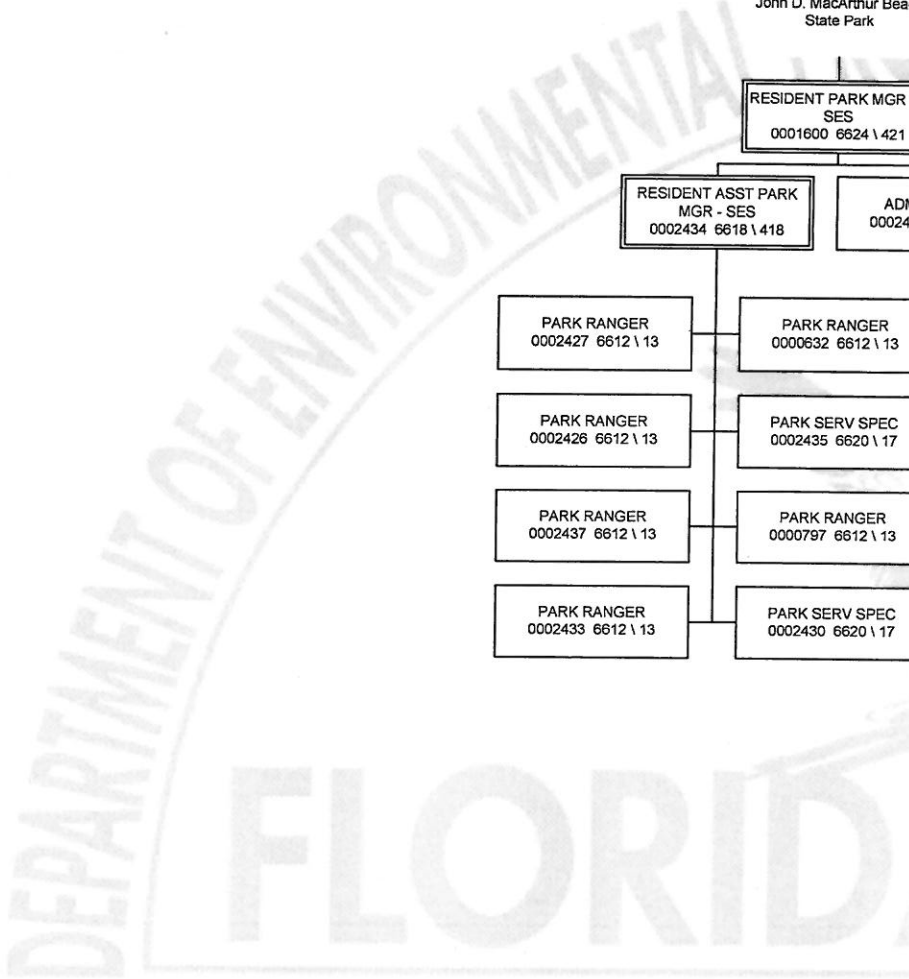 John D. MacArthur Bea
State Park
RESIDENT PARK MGR
SES
0001600 6624 \ 421
RESIDENT ASST PARK
MGR - SES
0002434 6618 \ 418
ADM
00024
PARK RANGER
0002427 6612 \ 13
PARK RANGER
0000632 6612 \ 13
PARK RANGER
0002426 6612 \ 13
PARK SERV SPEC
0002435 6620 \ 17
PARK RANGER
0002437 6612 \ 13
PARK RANGER
0000797 6612 \ 13
PARK RANGER
0002433 6612 \ 13
PARK SERV SPEC
0002430 6620 \ 17
DEPARTMENT OF ENVIRONMENTAL
FLORIDA